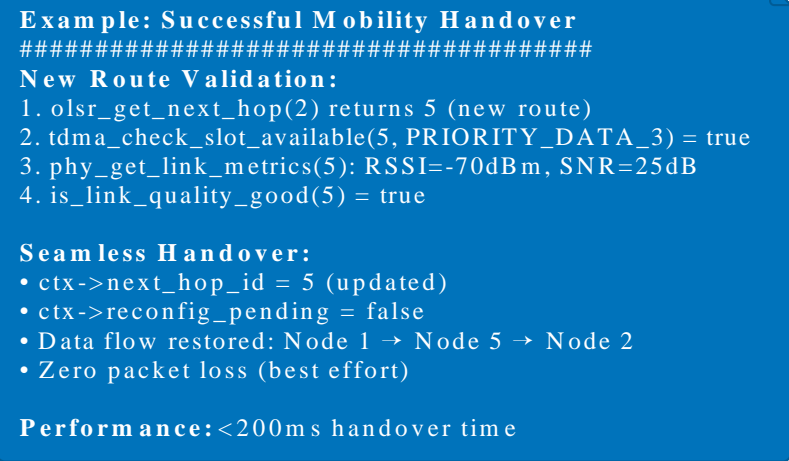 Example: Successful Mobility Handover
######################################
New Route Validation:
1. olsr_get_next_hop(2) returns 5 (new route)
2. tdma_check_slot_available(5, PRIORITY_DATA_3) = true
3. phy_get_link_metrics(5): RSSI=-70dBm, SNR=25dB
4. is_link_quality_good(5) = true
Seamless Handover:
• ctx->next_hop_id = 5 (updated)
• ctx->reconfig_pending = false
• Data flow restored: Node 1 → Node 5 → Node 2
• Zero packet loss (best effort)
Performance:<200ms handover time